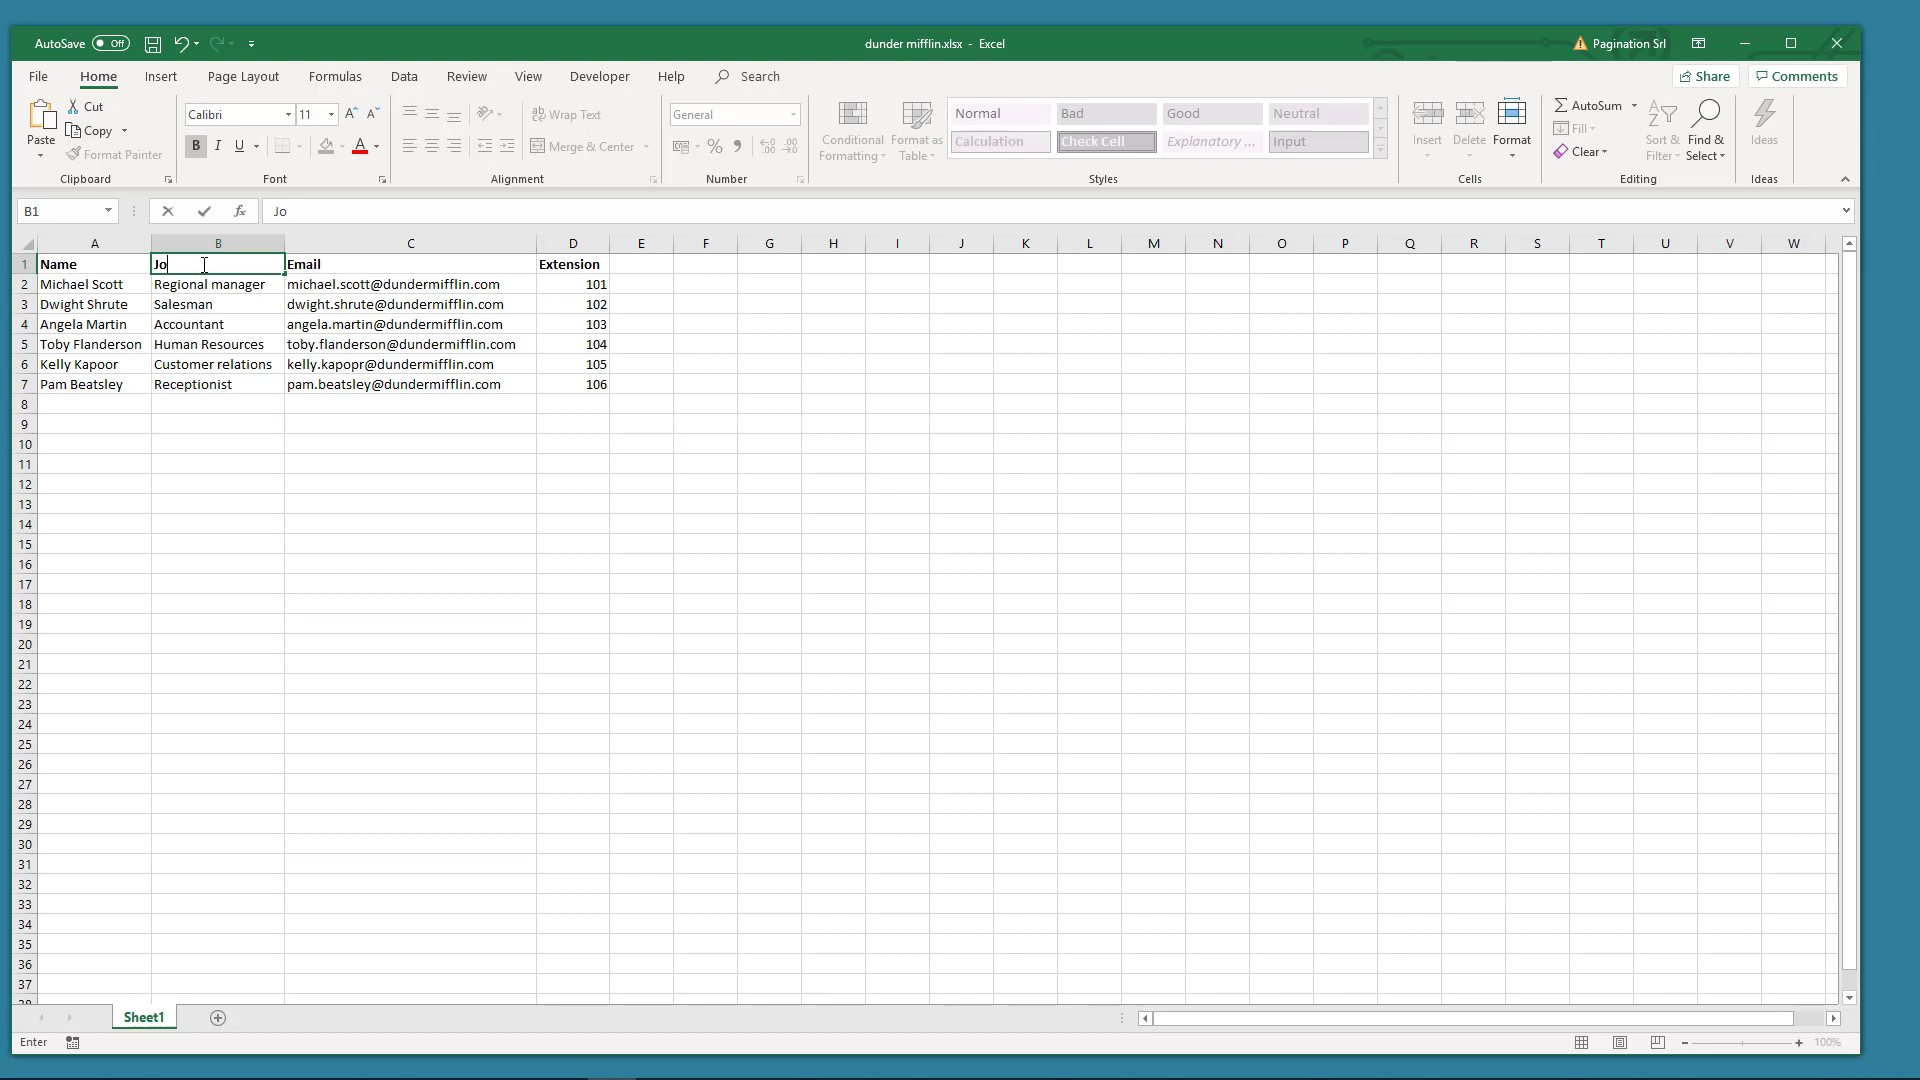 AutoSave Off dunder mifflin.xlsx - Excel Pagination Srl
File Home Insert Page Layout Formulas Data Review View Developer Help Search Share Comments
Paste Cut Copy Format Painter Clipboard
Calibri 11 A A B I U A Font
Wrap Text Merge & Center Alignment
General % Number
Conditional Formatting Format as Table
Normal Bad Good Neutral
Calculation Check Cell Explanatory ... Input
Styles
Insert Delete Format Cells
AutoSum Fill Clear Sort & Filter Find & Select Editing
Ideas Ideas
B1 fx Jo
A B C D E F G H I J K L M N O P Q R S T U V W
1 Name Jo Email Extension
2 Michael Scott Regional manager michael.scott@dundermifflin.com 101
3 Dwight Shrute Salesman dwight.shrute@dundermifflin.com 102
4 Angela Martin Accountant angela.martin@dundermifflin.com 103
5 Toby Flanderson Human Resources toby.flanderson@dundermifflin.com 104
6 Kelly Kapoor Customer relations kelly.kapopr@dundermifflin.com 105
7 Pam Beatsley Receptionist pam.beatsley@dundermifflin.com 106
8
9
10
11
12
13
14
15
16
17
18
19
20
21
22
23
24
25
26
27
28
29
30
31
32
33
34
35
36
37
38
Sheet1
Enter 100%